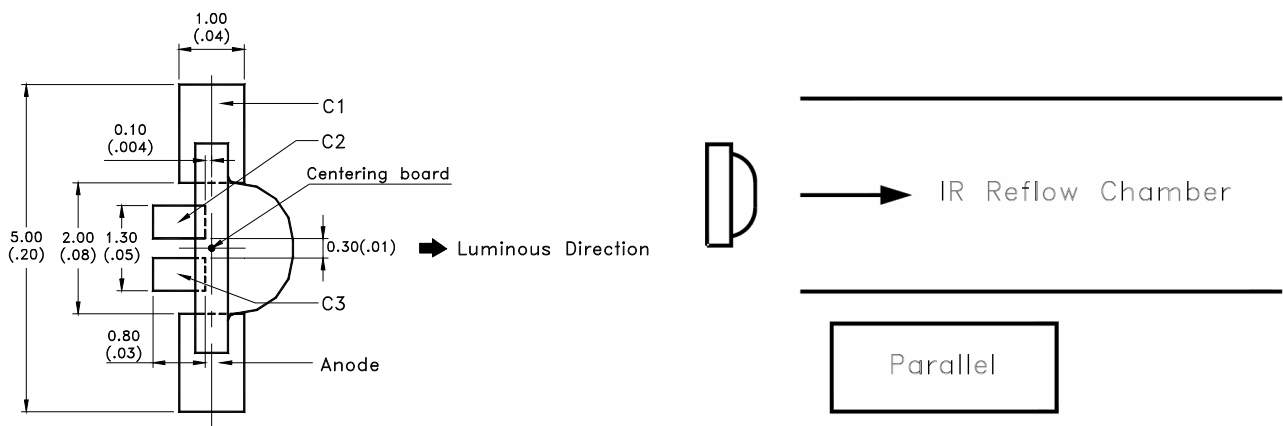 1.00
(.04)
C1
0.10
(.004)
C2
Centering board
5.00
(.20)
2.00
(.08)
1.30
(.05)
0.30(.01)
Luminous Direction
C3
0.80
(.03)
Anode
IR Reflow Chamber
Parallel